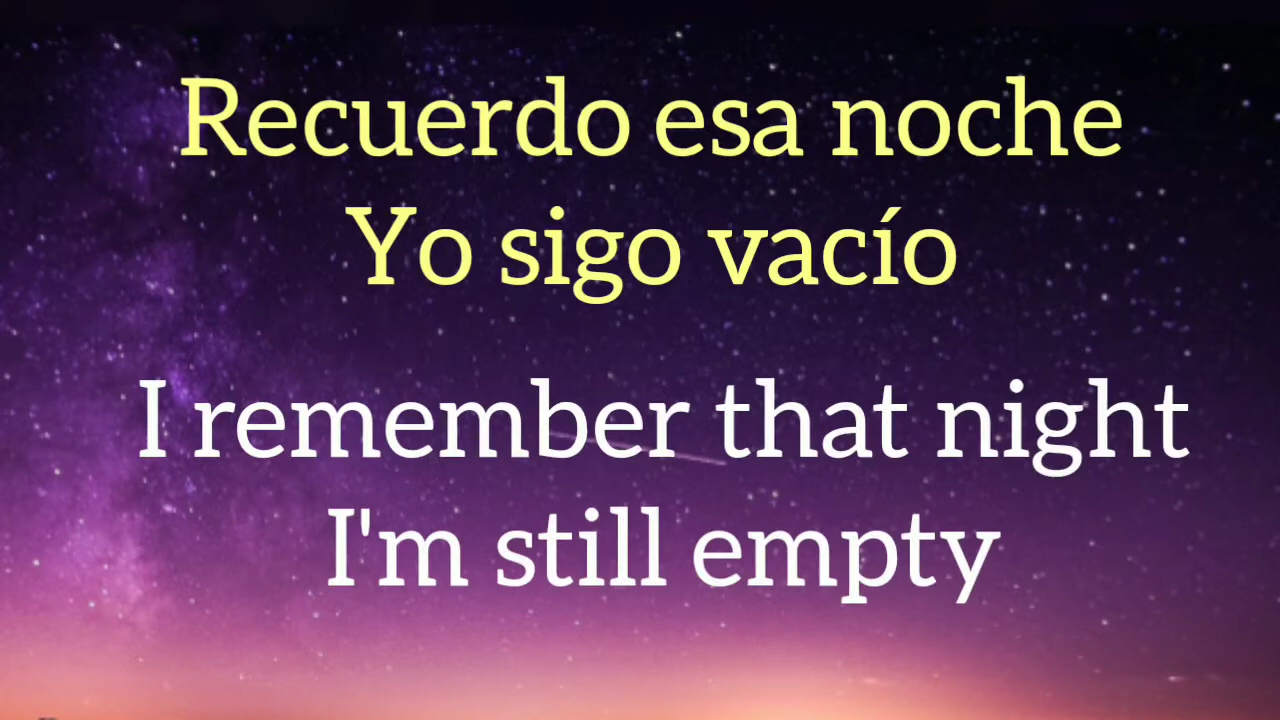 Recuerdo esa noche
Yo sigo vacío
I remember that night
I'm still empty